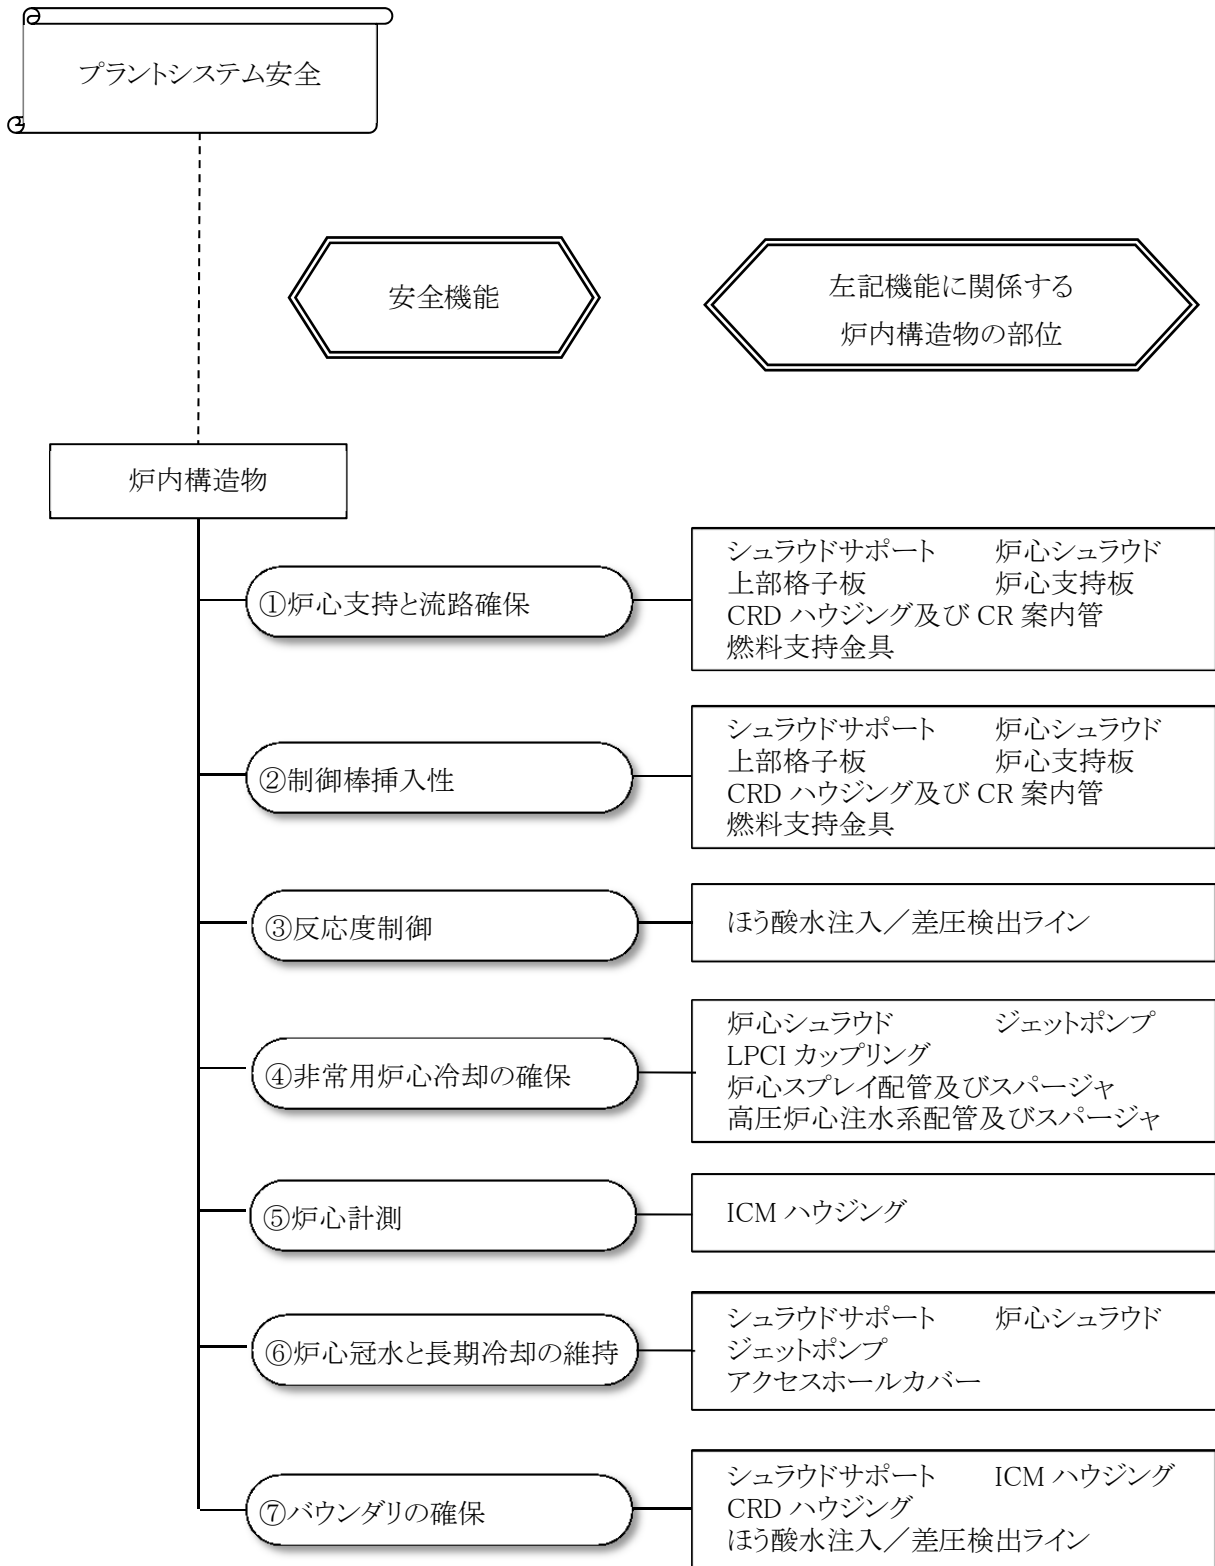 プラントシステム安全
安全機能
左記機能に関係する
炉内構造物の部位
炉内構造物
①炉心支持と流路確保
シュラウドサポート 炉心シュラウド
上部格子板 炉心支持板
CRD ハウジング及び CR 案内管
燃料支持金具
②制御棒挿入性
シュラウドサポート 炉心シュラウド
上部格子板 炉心支持板
CRD ハウジング及び CR 案内管
燃料支持金具
③反応度制御
ほう酸水注入／差圧検出ライン
④非常用炉心冷却の確保
炉心シュラウド ジェットポンプ
LPCI カップリング
炉心スプレイ配管及びスパージャ
高圧炉心注水系配管及びスパージャ
⑤炉心計測
ICM ハウジング
⑥炉心冠水と長期冷却の維持
シュラウドサポート 炉心シュラウド
ジェットポンプ
アクセスホールカバー
⑦バウンダリの確保
シュラウドサポート ICM ハウジング
CRD ハウジング
ほう酸水注入／差圧検出ライン